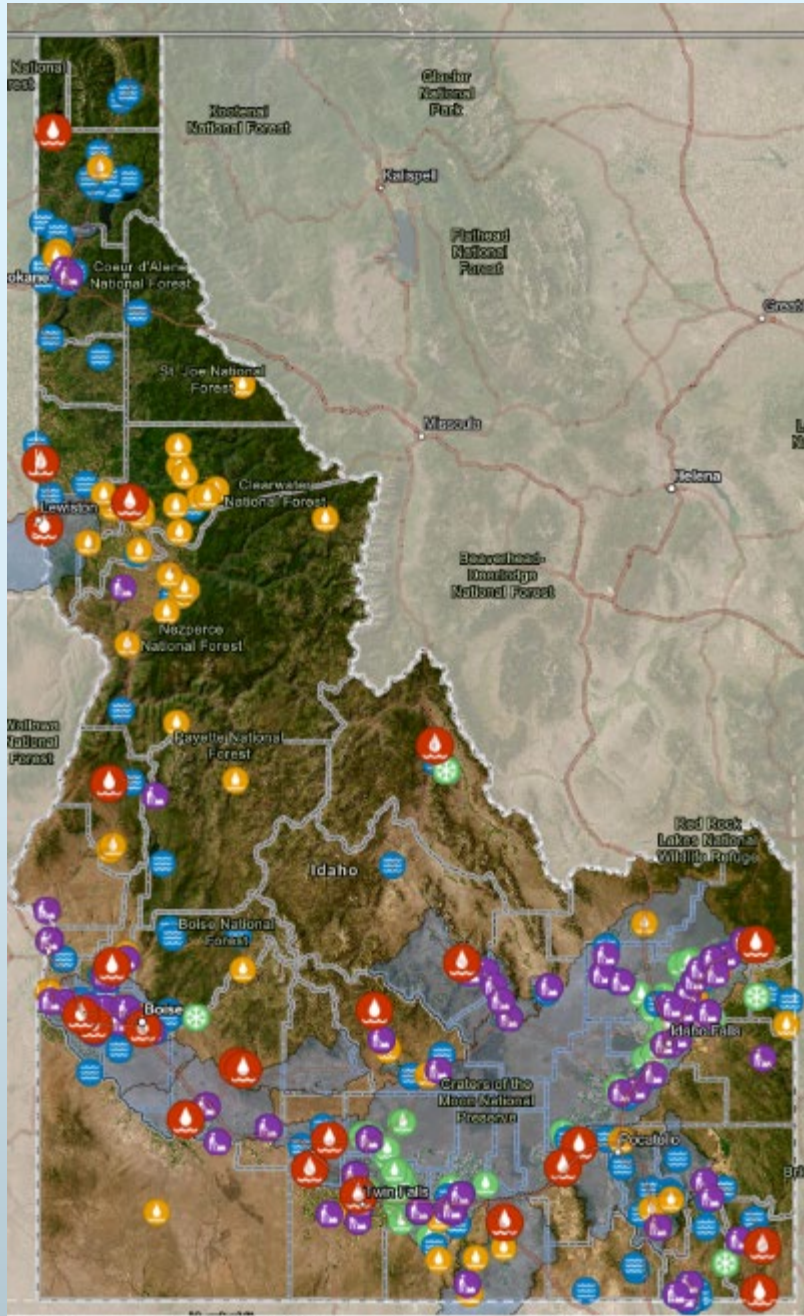 National
Glacier
National
Park
Kootenai
National Forest
Kalispell
Flathead
National
Forest
Coeur d'Alene
National Forest
okane
Great
St. Joe National
Forest
Missoula
Helena
Clearwater
National Forest
Lewiston
Beaverhead-
Deerlodge
National Forest
Nezperce
National Forest
Wallowa
National
Forest
Payette National
Forest
Red Rock
Lakes National
Wildlife Refuge
Idaho
Boise National
Forest
Boise
Idaho Falls
Craters of the
Moon National
Preserve
Pocatello
Twin Falls